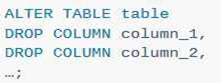 ALTER TABLE table
DROP COLUMN column_1,
DROP COLUMN column_2,
…;